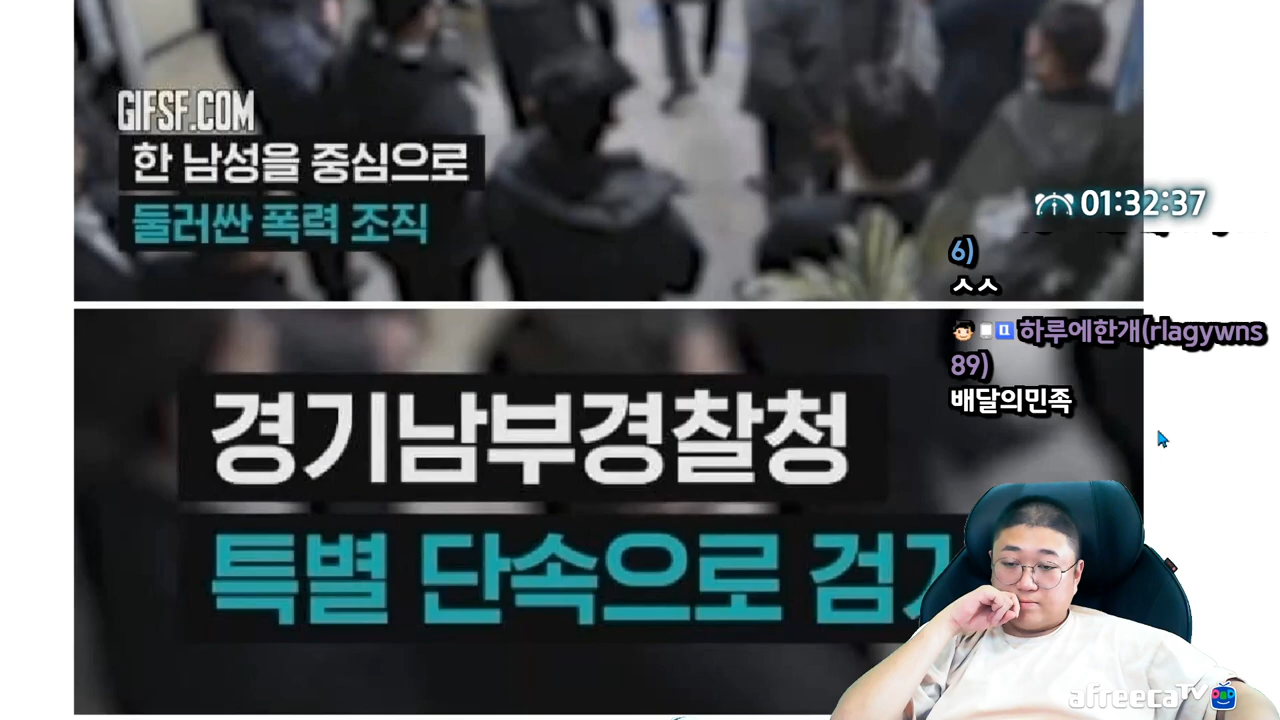 GIFSF.COM
한 남성을 중심으로
둘러싼 폭력 조직
01:32:37
6)
ㅅㅅ
하루에한개(rlagywns
89)
배달의민족
경기남부경찰청
특별 단속으로
afreecaTV